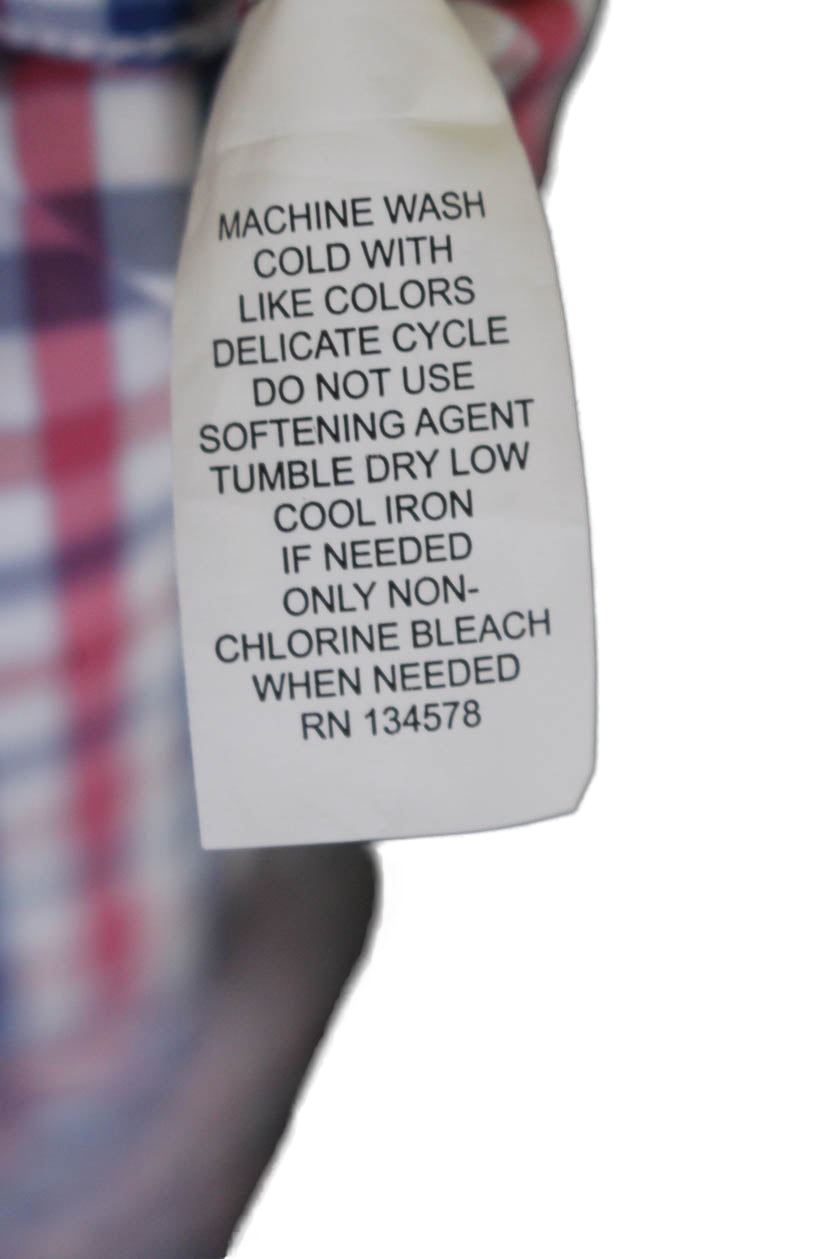 MACHINE WASH
COLD WITH
LIKE COLORS
DELICATE CYCLE
DO NOT USE
SOFTENING AGENT
TUMBLE DRY LOW
COOL IRON
IF NEEDED
ONLY NON-
CHLORINE BLEACH
WHEN NEEDED
RN 134578